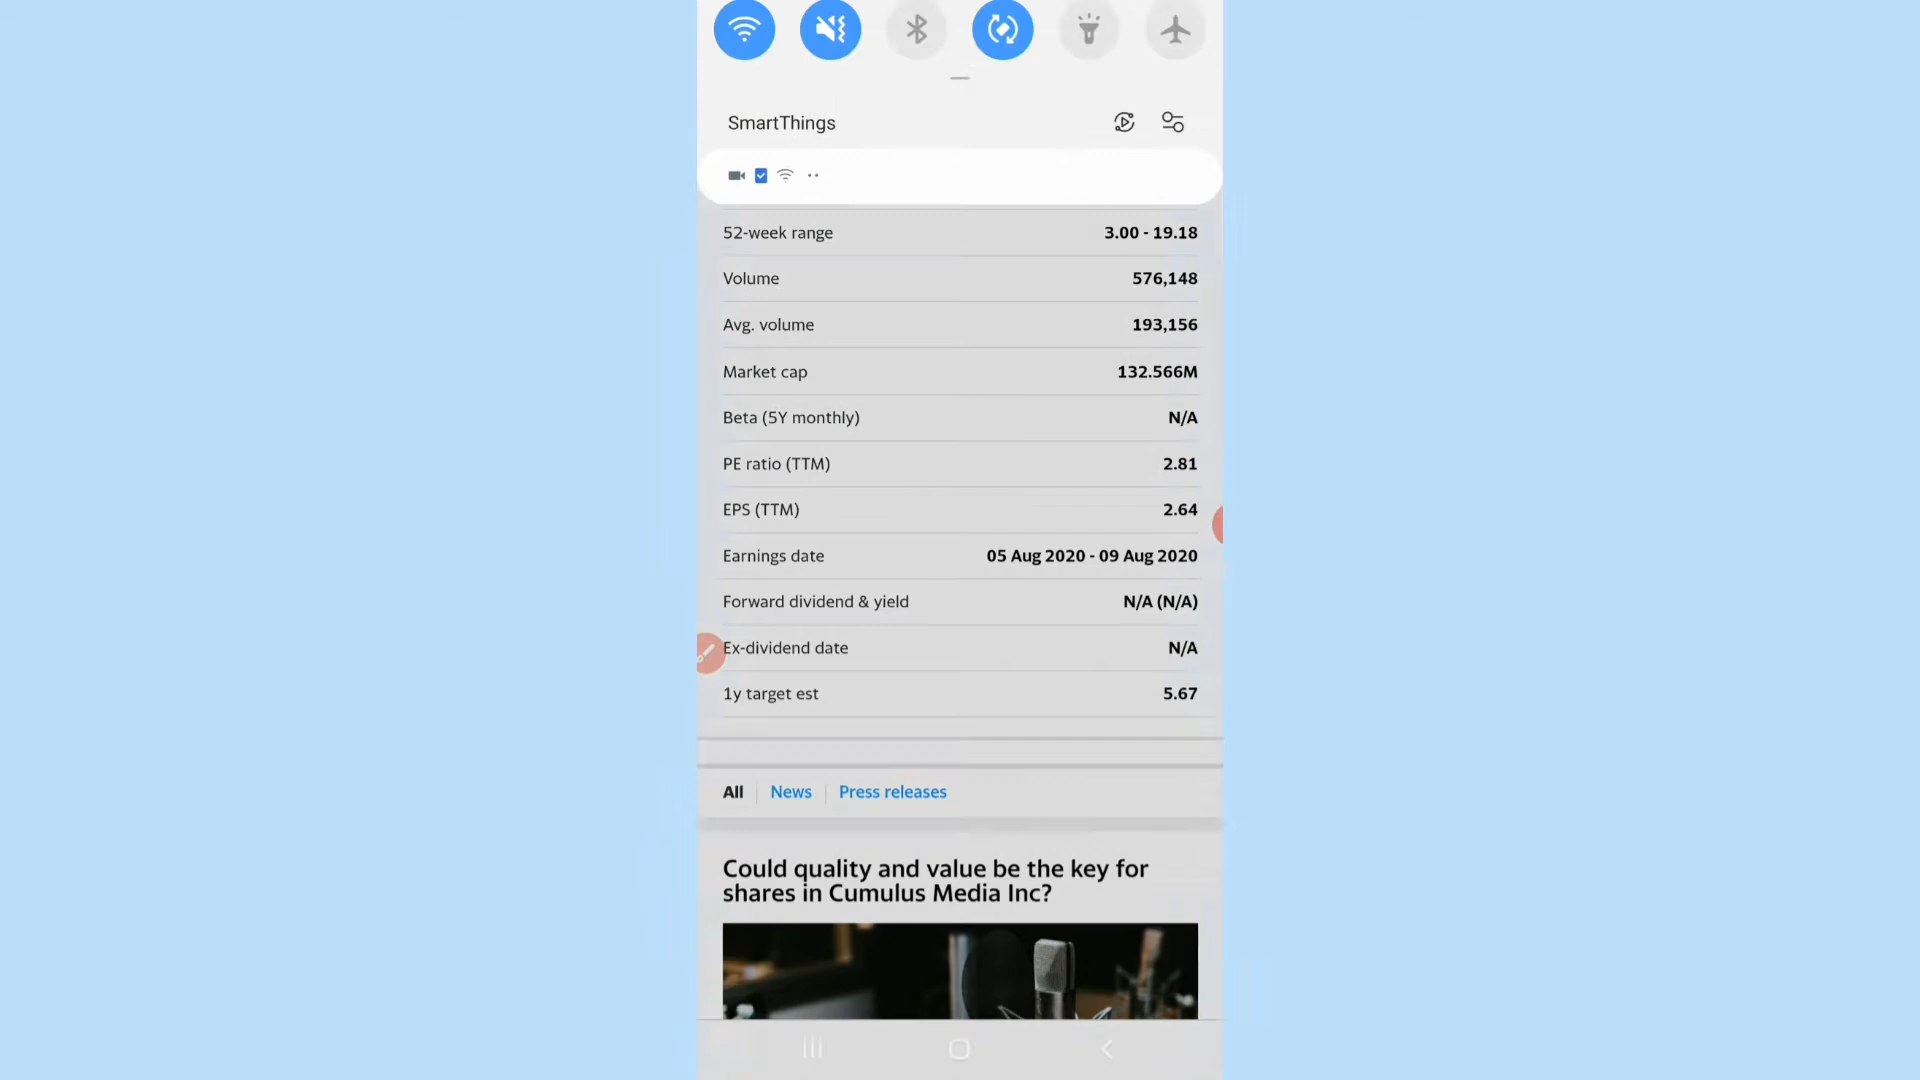 SmartThings
52-week range 3.00 - 19.18
Volume 576,148
Avg. volume 193,156
Market cap 132.566M
Beta (5Y monthly) N/A
PE ratio (TTM) 2.81
EPS (TTM) 2.64
Earnings date 05 Aug 2020 - 09 Aug 2020
Forward dividend & yield N/A (N/A)
Ex-dividend date N/A
1y target est 5.67
All News Press releases
Could quality and value be the key for
shares in Cumulus Media Inc?